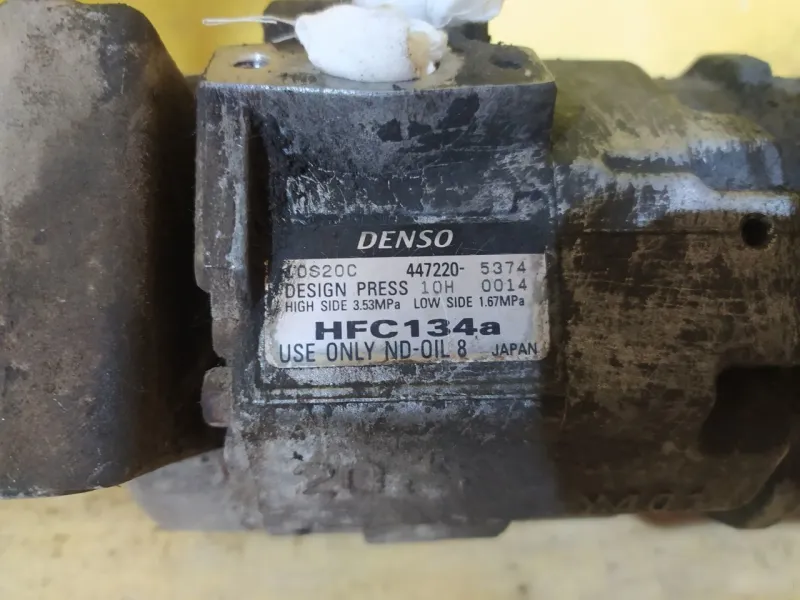 DENSO
10S20C 447220- 5374
DESIGN PRESS 10H 0014
HIGH SIDE 3.53MPa LOW SIDE 1.67MPa
HFC134a
USE ONLY ND-OIL 8 JAPAN